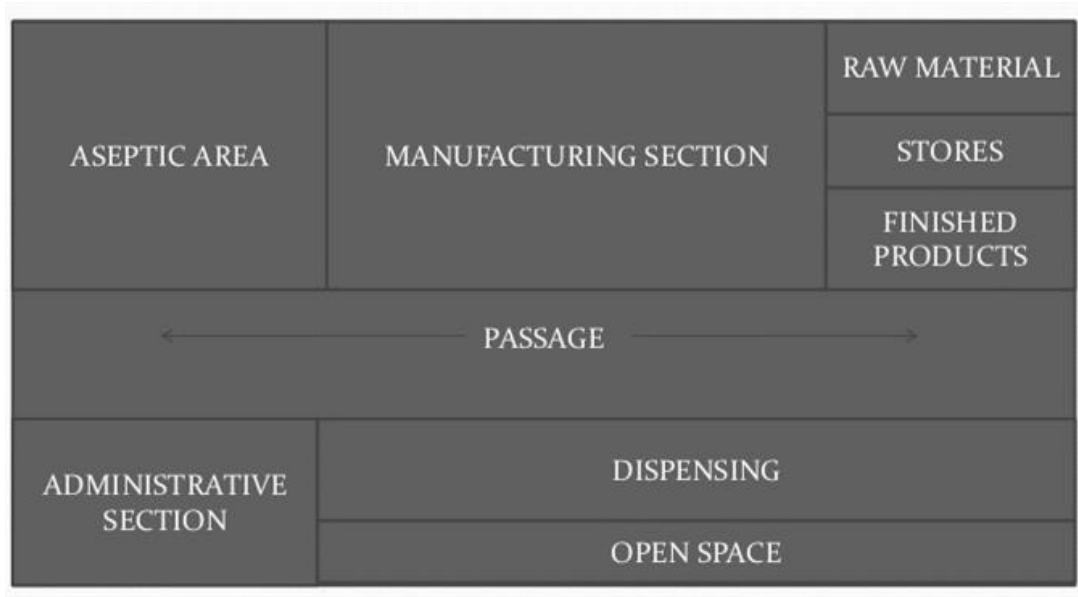 RAW MATERIAL
ASEPTIC AREA
MANUFACTURING SECTION
STORES
FINISHED
PRODUCTS
PASSAGE
ADMINISTRATIVE
SECTION
DISPENSING
OPEN SPACE